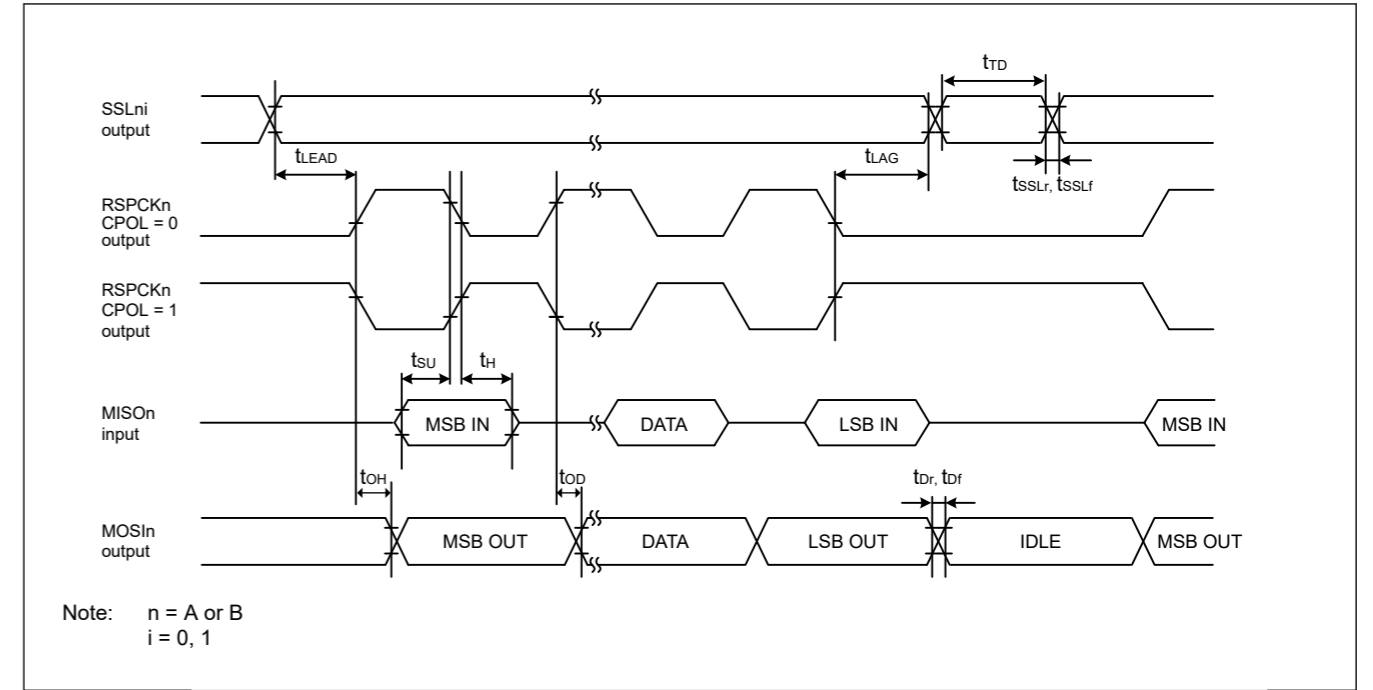 tTD
SSLni
output
tLEAD
tLAG
tSSLr, tSSLf
RSPCKn
CPOL = 0
output
RSPCKn
CPOL = 1
output
tSU
tH
MISOn
input
MSB IN
DATA
LSB IN
MSB IN
tOH
tOD
tDr, tDf
MOSIn
output
MSB OUT
DATA
LSB OUT
IDLE
MSB OUT
Note: n = A or B
i = 0, 1